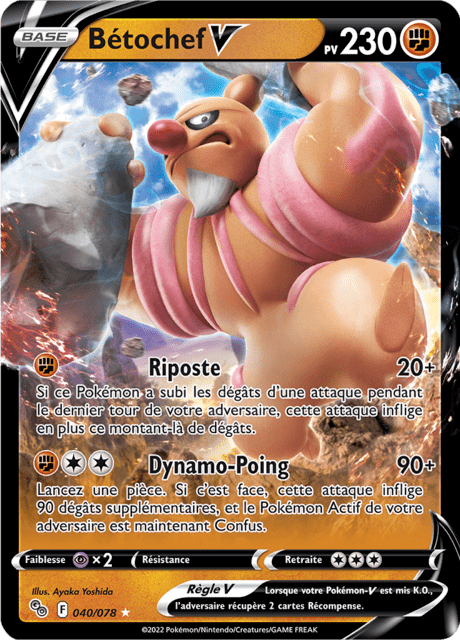 BASE Bétochef V PV 230
Riposte 20+
Si ce Pokémon a subi les dégâts d'une attaque pendant
le dernier tour de votre adversaire, cette attaque inflige
en plus ce montant-là de dégâts.
Dynamo-Poing 90+
Lancez une pièce. Si c'est face, cette attaque inflige
90 dégâts supplémentaires, et le Pokémon Actif de votre
adversaire est maintenant Confus.
Faiblesse ×2 Résistance Retraite
Illus. Ayaka Yoshida
Règle V Lorsque votre Pokémon-V est mis K.O.,
l'adversaire récupère 2 cartes Récompense.
GO F 040/078
©2022 Pokémon/Nintendo/Creatures/GAME FREAK